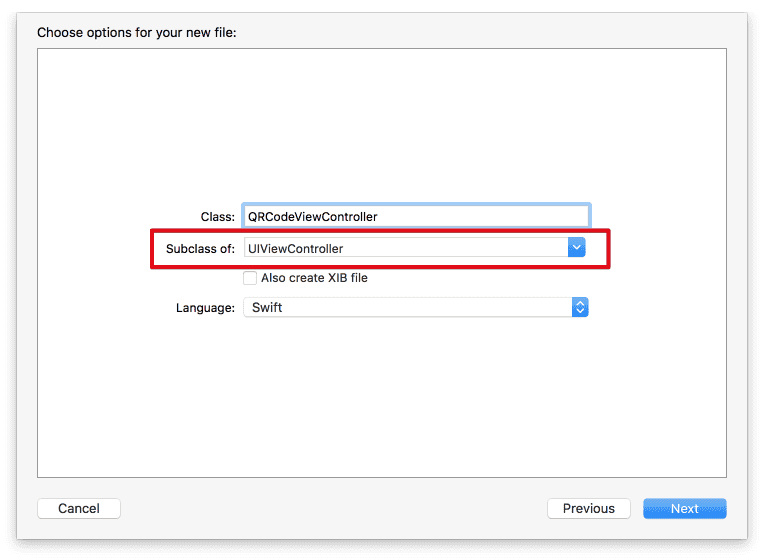 Choose options for your new file:
Class: QRCodeViewController
Subclass of: UIViewController
Also create XIB file
Language: Swift
Cancel Previous Next